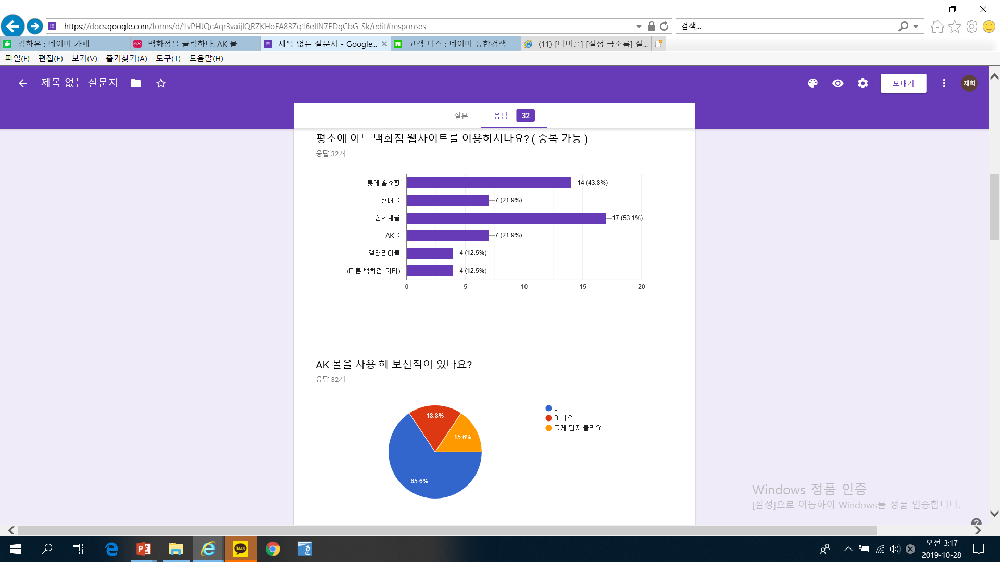 https://docs.google.com/forms/d/1vPHJQcAqr3vaijIQRZKHoFA83Zq16eIlN7EDgCbG_Sk/edit#responses
검색...
김하은 : 네이버 카페
백화점을 클릭하다. AK 몰
제목 없는 설문지 - Google...
고객 니즈 : 네이버 통합검색
(11) [티비플] [절정 극소름] 절...
파일(F) 편집(E) 보기(V) 즐겨찾기(A) 도구(T) 도움말(H)
제목 없는 설문지
보내기
재희
질문 응답 32
평소에 어느 백화점 웹사이트를 이용하시나요? ( 중복 가능 )
응답 32개
롯데 홈쇼핑 14 (43.8%)
현대몰 7 (21.9%)
신세계몰 17 (53.1%)
AK몰 7 (21.9%)
갤러리아몰 4 (12.5%)
(다른 백화점, 기타) 4 (12.5%)
0 5 10 15 20
AK 몰을 사용 해 보신적이 있나요?
응답 32개
18.8%
15.6%
65.6%
네
아니오
그게 뭔지 몰라요.
Windows 정품 인증
[설정]으로 이동하여 Windows를 정품 인증합니다.
TALK
오전 3:17
2019-10-28